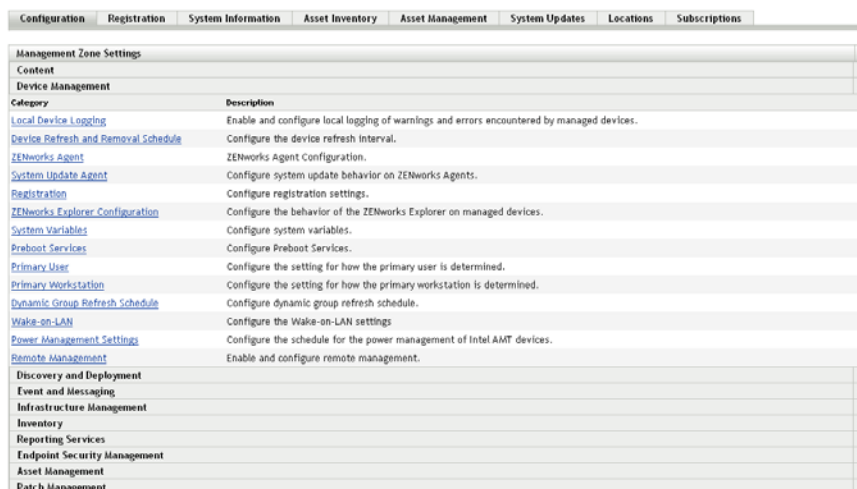 Configuration Registration System Information Asset Inventory Asset Management System Updates Locations Subscriptions
Management Zone Settings
Content
Device Management
Category Description
Local Device Logging Enable and configure local logging of warnings and errors encountered by managed devices.
Device Refresh and Removal Schedule Configure the device refresh interval.
ZENworks Agent ZENworks Agent Configuration.
System Update Agent Configure system update behavior on ZENworks Agents.
Registration Configure registration settings.
ZENworks Explorer Configuration Configure the behavior of the ZENworks Explorer on managed devices.
System Variables Configure system variables.
Preboot Services Configure Preboot Services.
Primary User Configure the setting for how the primary user is determined.
Primary Workstation Configure the setting for how the primary workstation is determined.
Dynamic Group Refresh Schedule Configure dynamic group refresh schedule.
Wake-on-LAN Configure the Wake-on-LAN settings
Power Management Settings Configure the schedule for the power management of Intel AMT devices.
Remote Management Enable and configure remote management.
Discovery and Deployment
Event and Messaging
Infrastructure Management
Inventory
Reporting Services
Endpoint Security Management
Asset Management
Patch Management